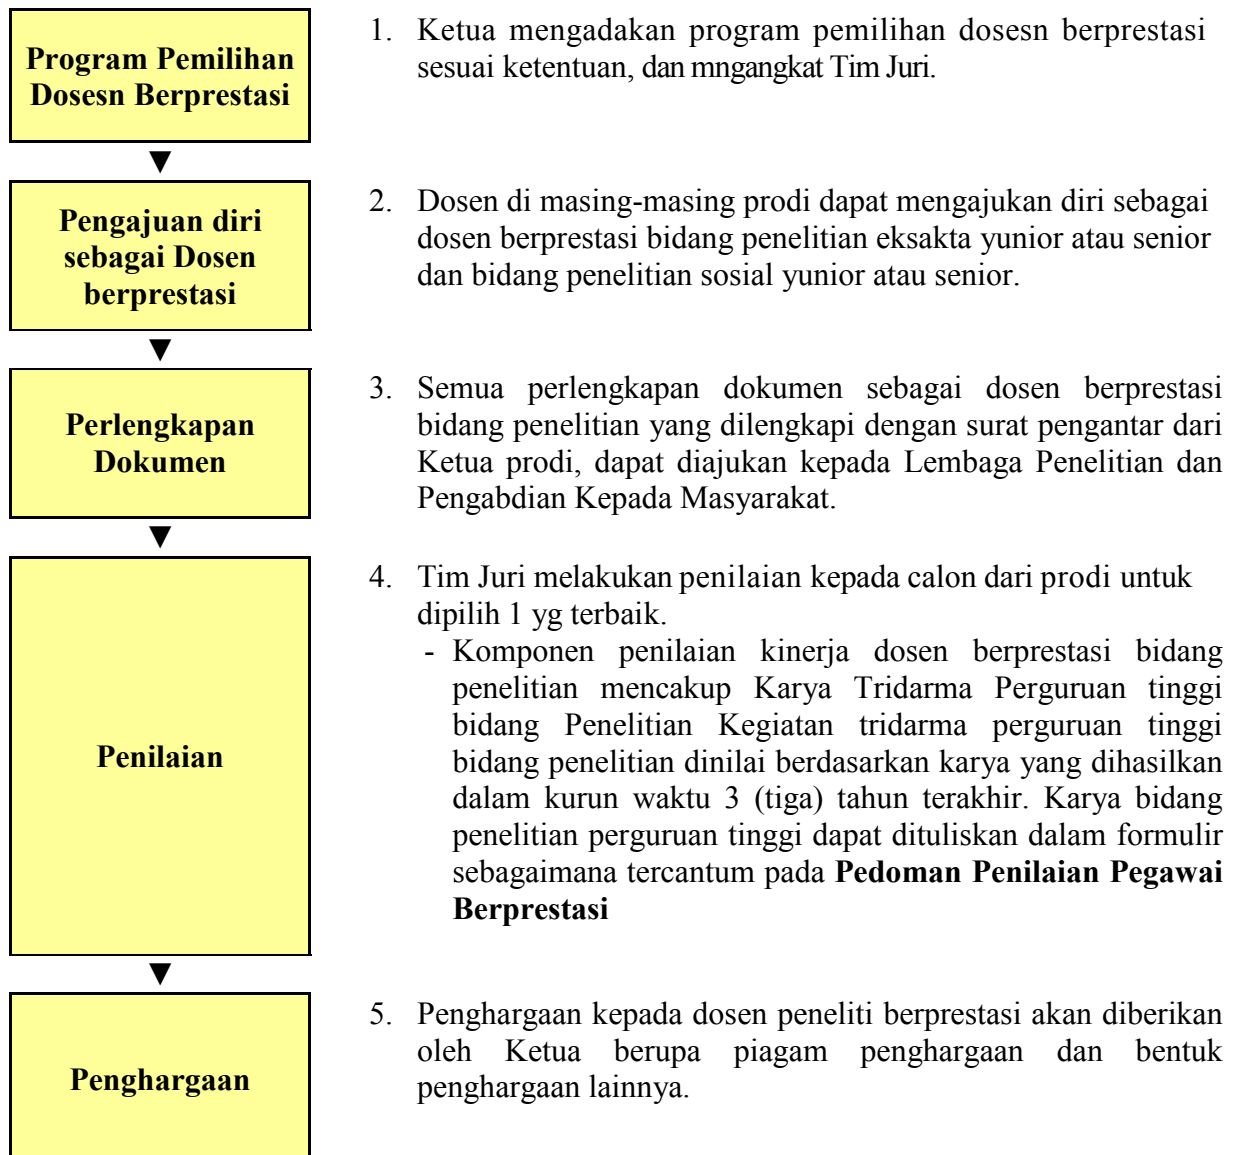 Program Pemilihan
Dosesn Berprestasi
1. Ketua mengadakan program pemilihan dosesn berprestasi
sesuai ketentuan, dan mngangkat Tim Juri.
▼
Pengajuan diri
sebagai Dosen
berprestasi
2. Dosen di masing-masing prodi dapat mengajukan diri sebagai
dosen berprestasi bidang penelitian eksakta yunior atau senior
dan bidang penelitian sosial yunior atau senior.
▼
Perlengkapan
Dokumen
3. Semua perlengkapan dokumen sebagai dosen berprestasi
bidang penelitian yang dilengkapi dengan surat pengantar dari
Ketua prodi, dapat diajukan kepada Lembaga Penelitian dan
Pengabdian Kepada Masyarakat.
▼
Penilaian
4. Tim Juri melakukan penilaian kepada calon dari prodi untuk
dipilih 1 yg terbaik.
- Komponen penilaian kinerja dosen berprestasi bidang
penelitian mencakup Karya Tridarma Perguruan tinggi
bidang Penelitian Kegiatan tridarma perguruan tinggi
bidang penelitian dinilai berdasarkan karya yang dihasilkan
dalam kurun waktu 3 (tiga) tahun terakhir. Karya bidang
penelitian perguruan tinggi dapat dituliskan dalam formulir
sebagaimana tercantum pada Pedoman Penilaian Pegawai
Berprestasi
▼
Penghargaan
5. Penghargaan kepada dosen peneliti berprestasi akan diberikan
oleh Ketua berupa piagam penghargaan dan bentuk
penghargaan lainnya.